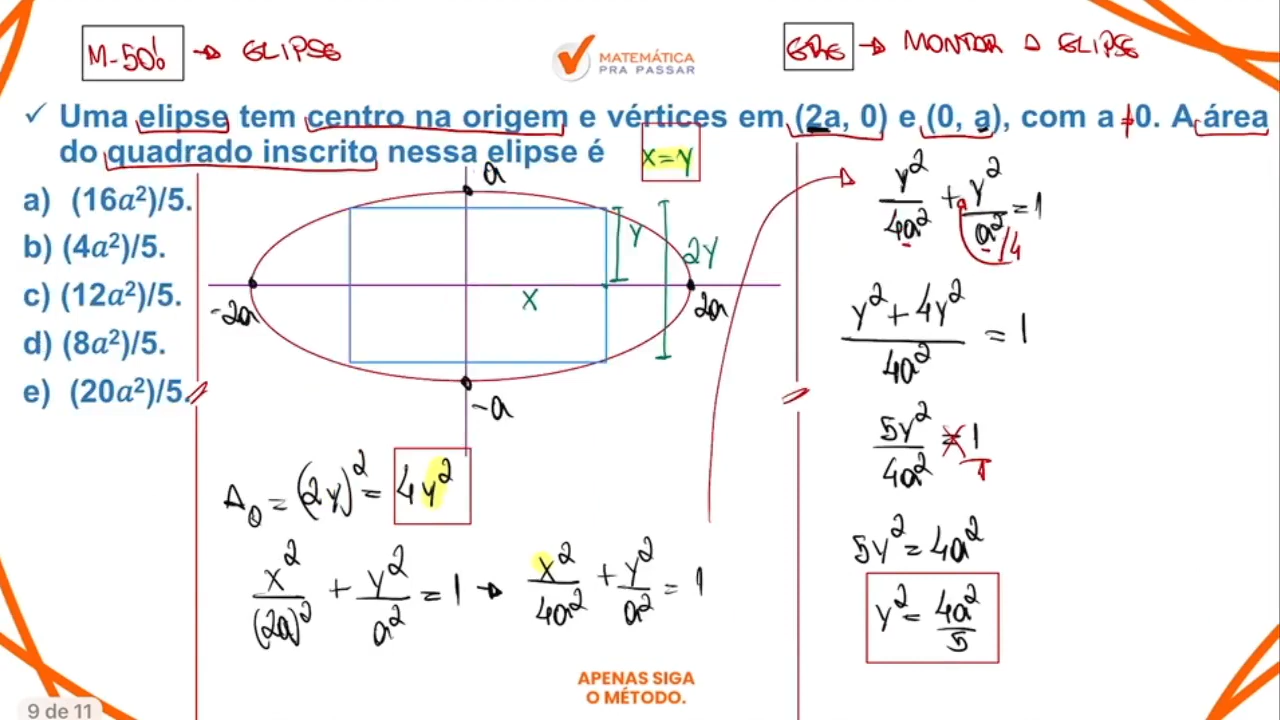 M-50! → ELIPSE
MATEMÁTICA
PRA PASSAR
→ MONTAR A ELIPSE
✓ Uma elipse tem centro na origem e vértices em (2a, 0) e (0, a), com a ≠ 0. A área
do quadrado inscrito nessa elipse é
x=y
a) (16a²)/5.
b) (4a²)/5.
c) (12a²)/5.
d) (8a²)/5.
e) (20a²)/5.
a
Y
2Y
X
-2a
2a
-a
A□ = (2y)² = 4y²
x²/(2a)² + y²/a² = 1 → x²/4a² + y²/a² = 1
y²/4a² + y²/a² = 1
/4
(y² + 4y²)/4a² = 1
5y²/4a² = 1/1
5y² = 4a²
y² = 4a²/5
APENAS SIGA
O MÉTODO.
9 de 11